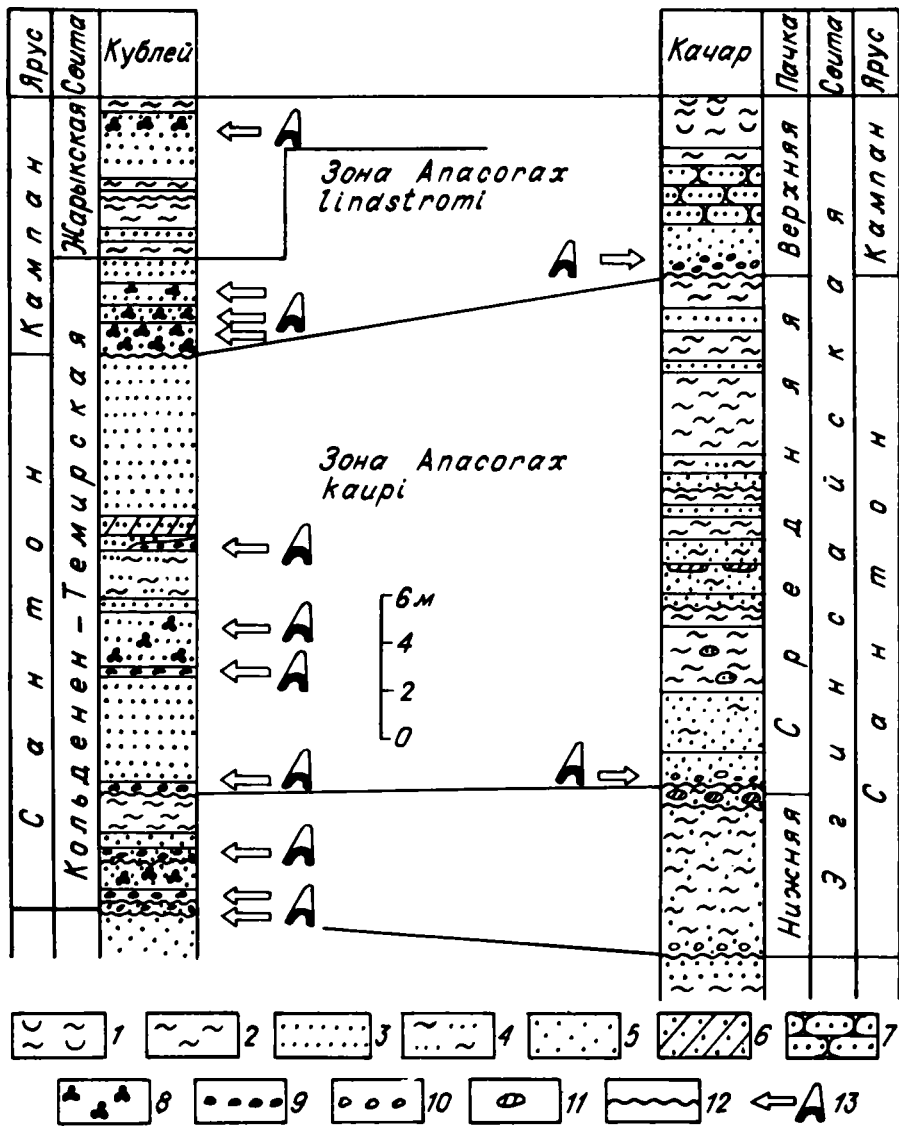 Ярус
Свита
Кублей
Качар
Пачка
Свита
Ярус
Кампан
Жарыкская
Зона Anacorax
lindstromi
Верхняя
Кампан
Сантон
Кольденен-Темирская
Зона Anacorax
kaupi
6 м
4
2
0
Средняя
Нижняя
Эгинсайская
Сантон
1 2 3 4 5 6 7
8 9 10 11 12 13